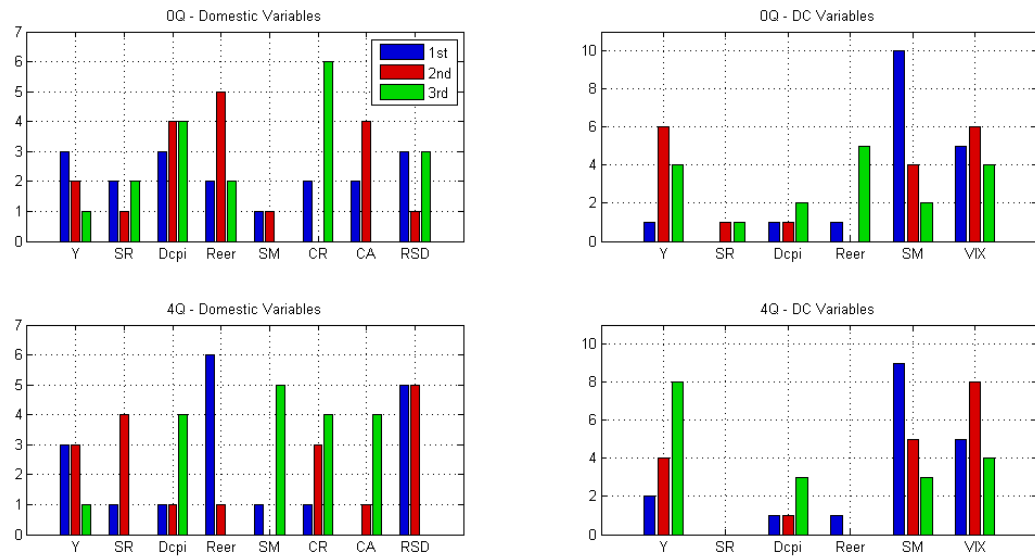 0Q - Domestic Variables
7
6
5
4
3
2
1
0
Y SR Dcpi Reer SM CR CA RSD
1st
2nd
3rd
0Q - DC Variables
10
8
6
4
2
0
Y SR Dcpi Reer SM VIX
4Q - Domestic Variables
7
6
5
4
3
2
1
0
Y SR Dcpi Reer SM CR CA RSD
4Q - DC Variables
10
8
6
4
2
0
Y SR Dcpi Reer SM VIX